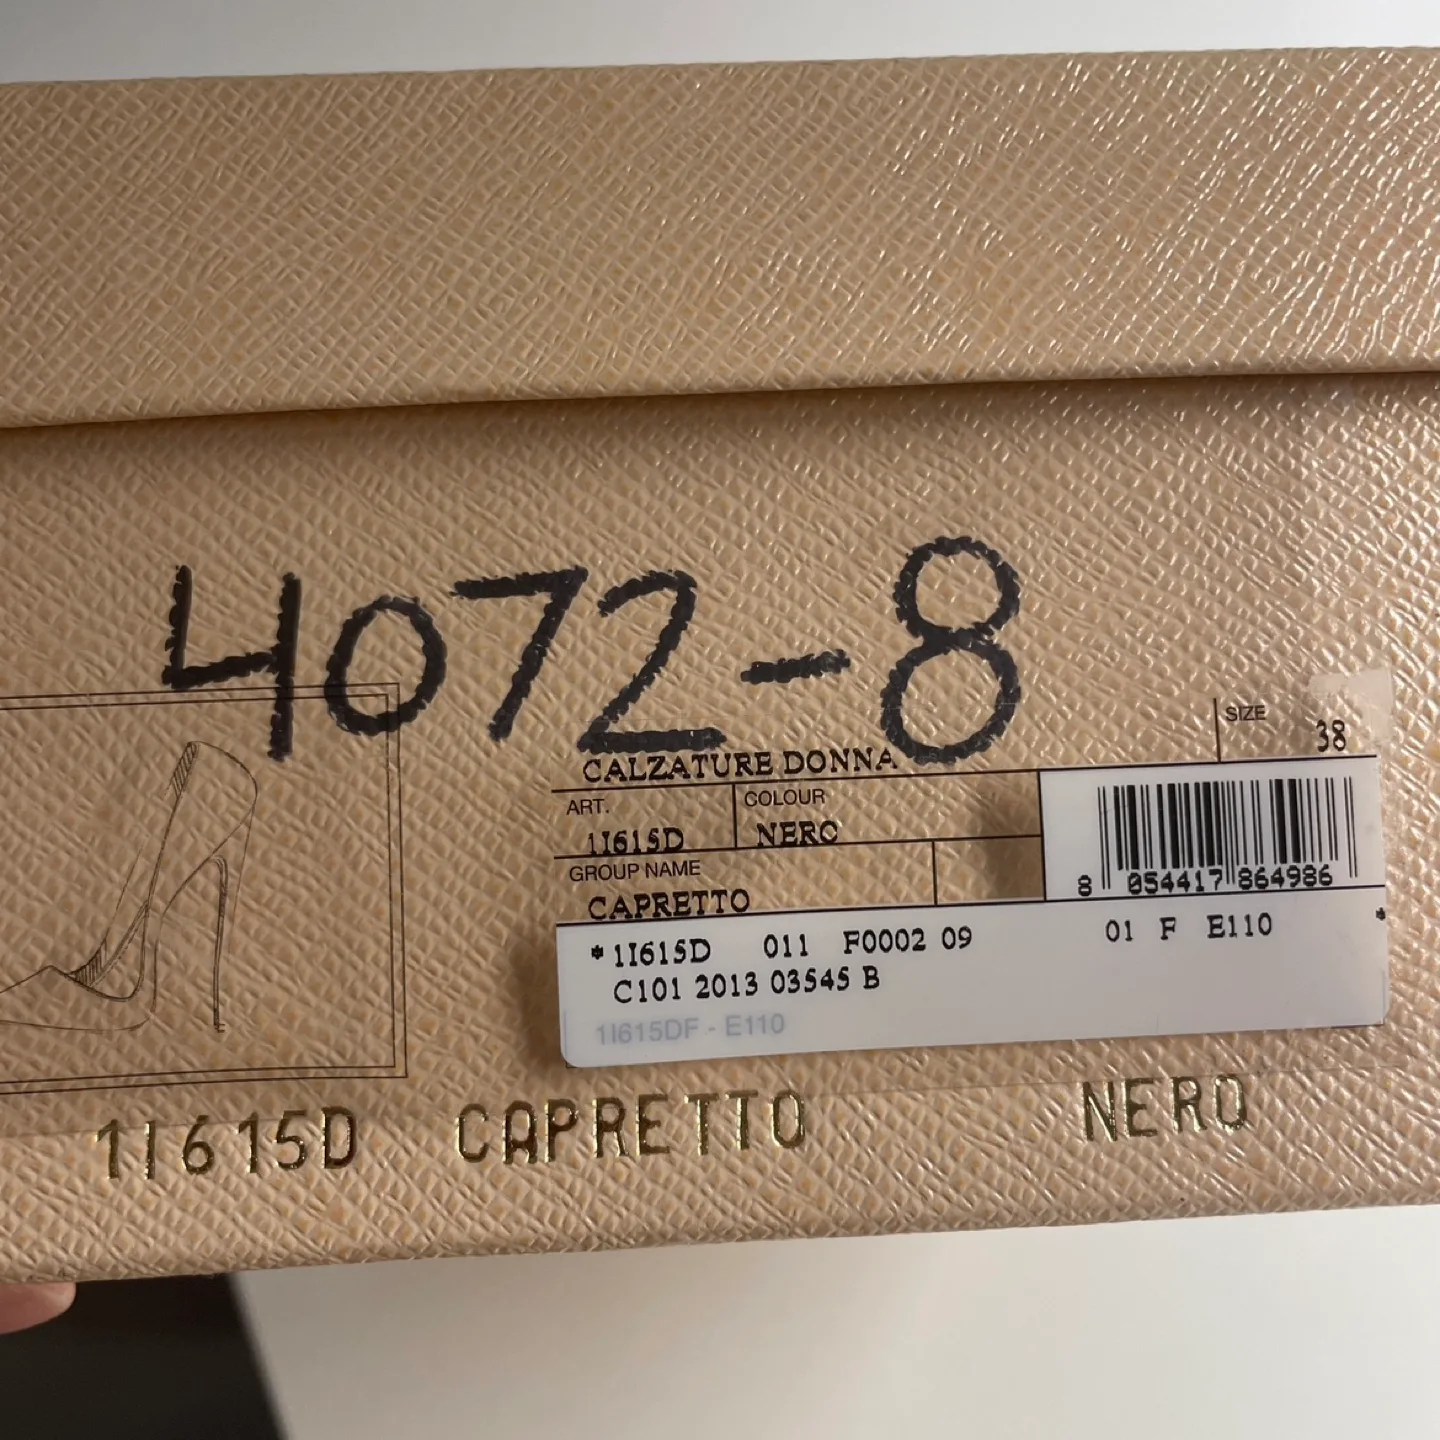 4072-8
SIZE 38
CALZATURE DONNA
ART. COLOUR
1I615D NERO
GROUP NAME
CAPRETTO
8 054417 864986
*1I615D 011 F0002 09 01 F E110 *
C101 2013 03545 B
1I615DF - E110
1I615D CAPRETTO NERO